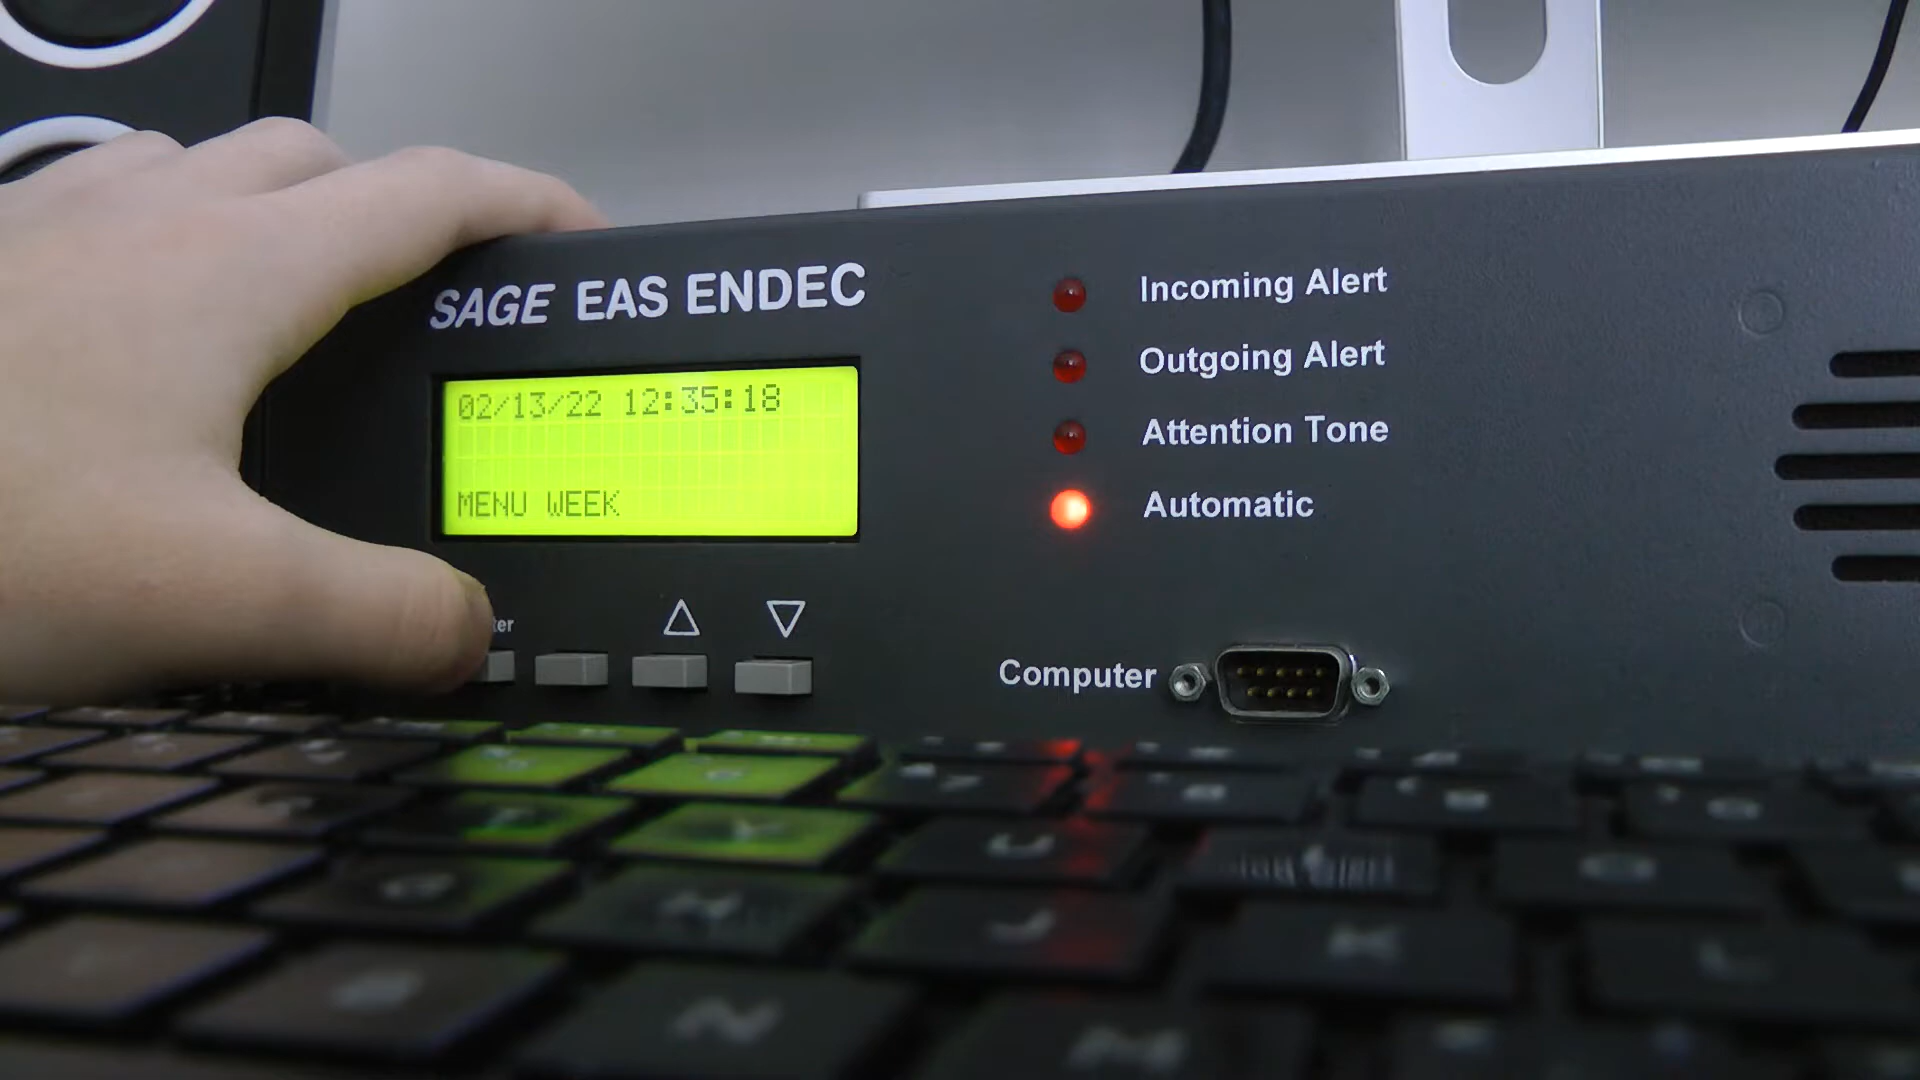 SAGE EAS ENDEC
02/13/22 12:35:18
MENU WEEK
Incoming Alert
Outgoing Alert
Attention Tone
Automatic
Computer
T Y U
G H J K L
B N M